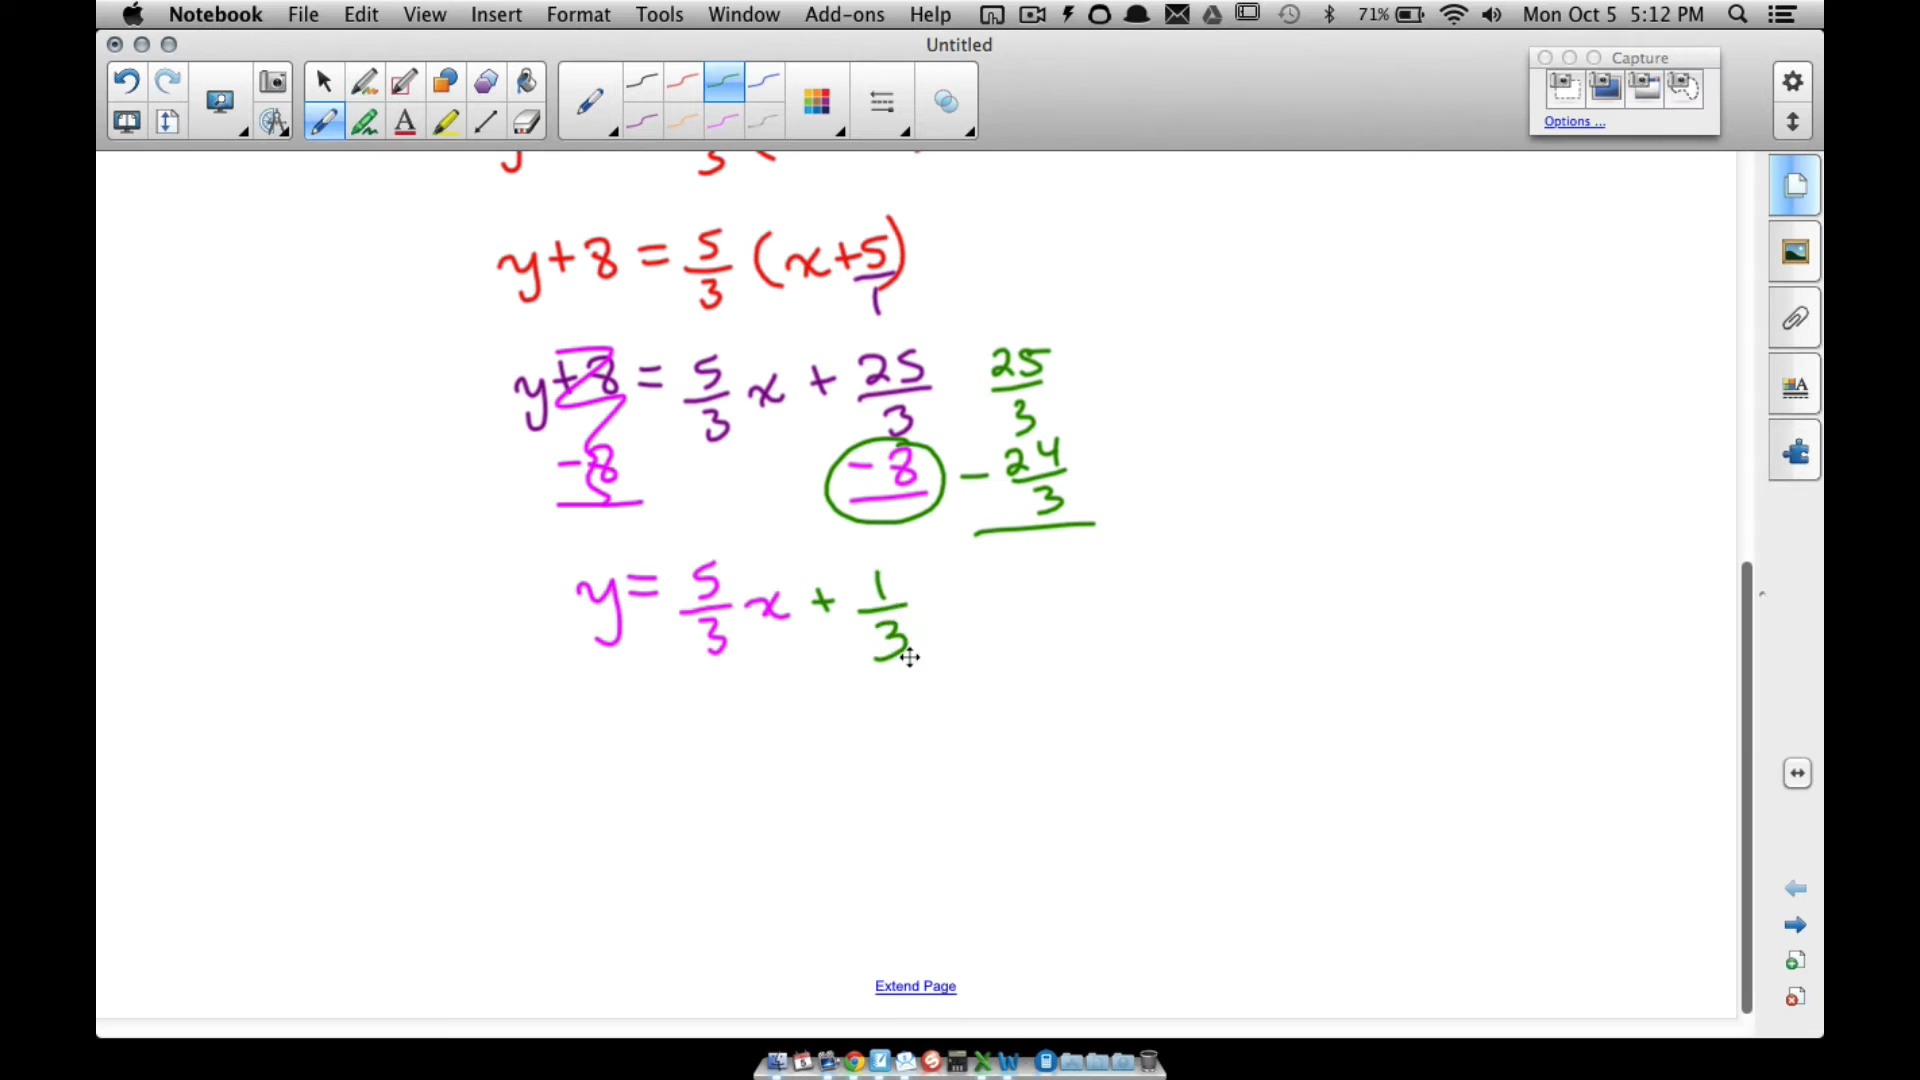 Notebook File Edit View Insert Format Tools Window Add-ons Help 71% Mon Oct 5 5:12 PM
Untitled
Capture
Options ...
y + 8 = 5/3 (x + 5/1)
y + 8 = 5/3 x + 25/3 25/3
- 8 - 8 - 24/3
y = 5/3 x + 1/3
Extend Page